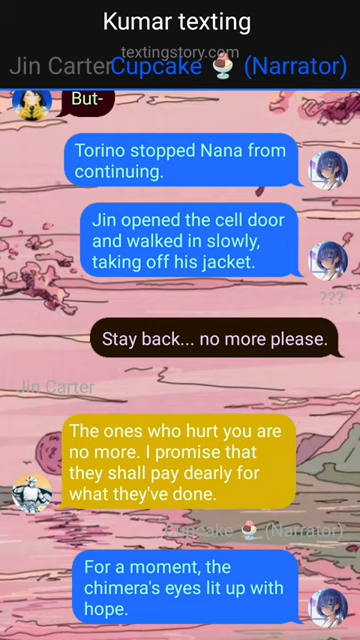 Kumar texting
textingstory.com
Jin Carter Cupcake 🍨 (Narrator)
But-
Torino stopped Nana from
continuing.
Jin opened the cell door
and walked in slowly,
taking off his jacket.
???
Stay back... no more please.
Jin Carter
The ones who hurt you are
no more. I promise that
they shall pay dearly for
what they've done.
Cupcake 🍨 (Narrator)
For a moment, the
chimera's eyes lit up with
hope.